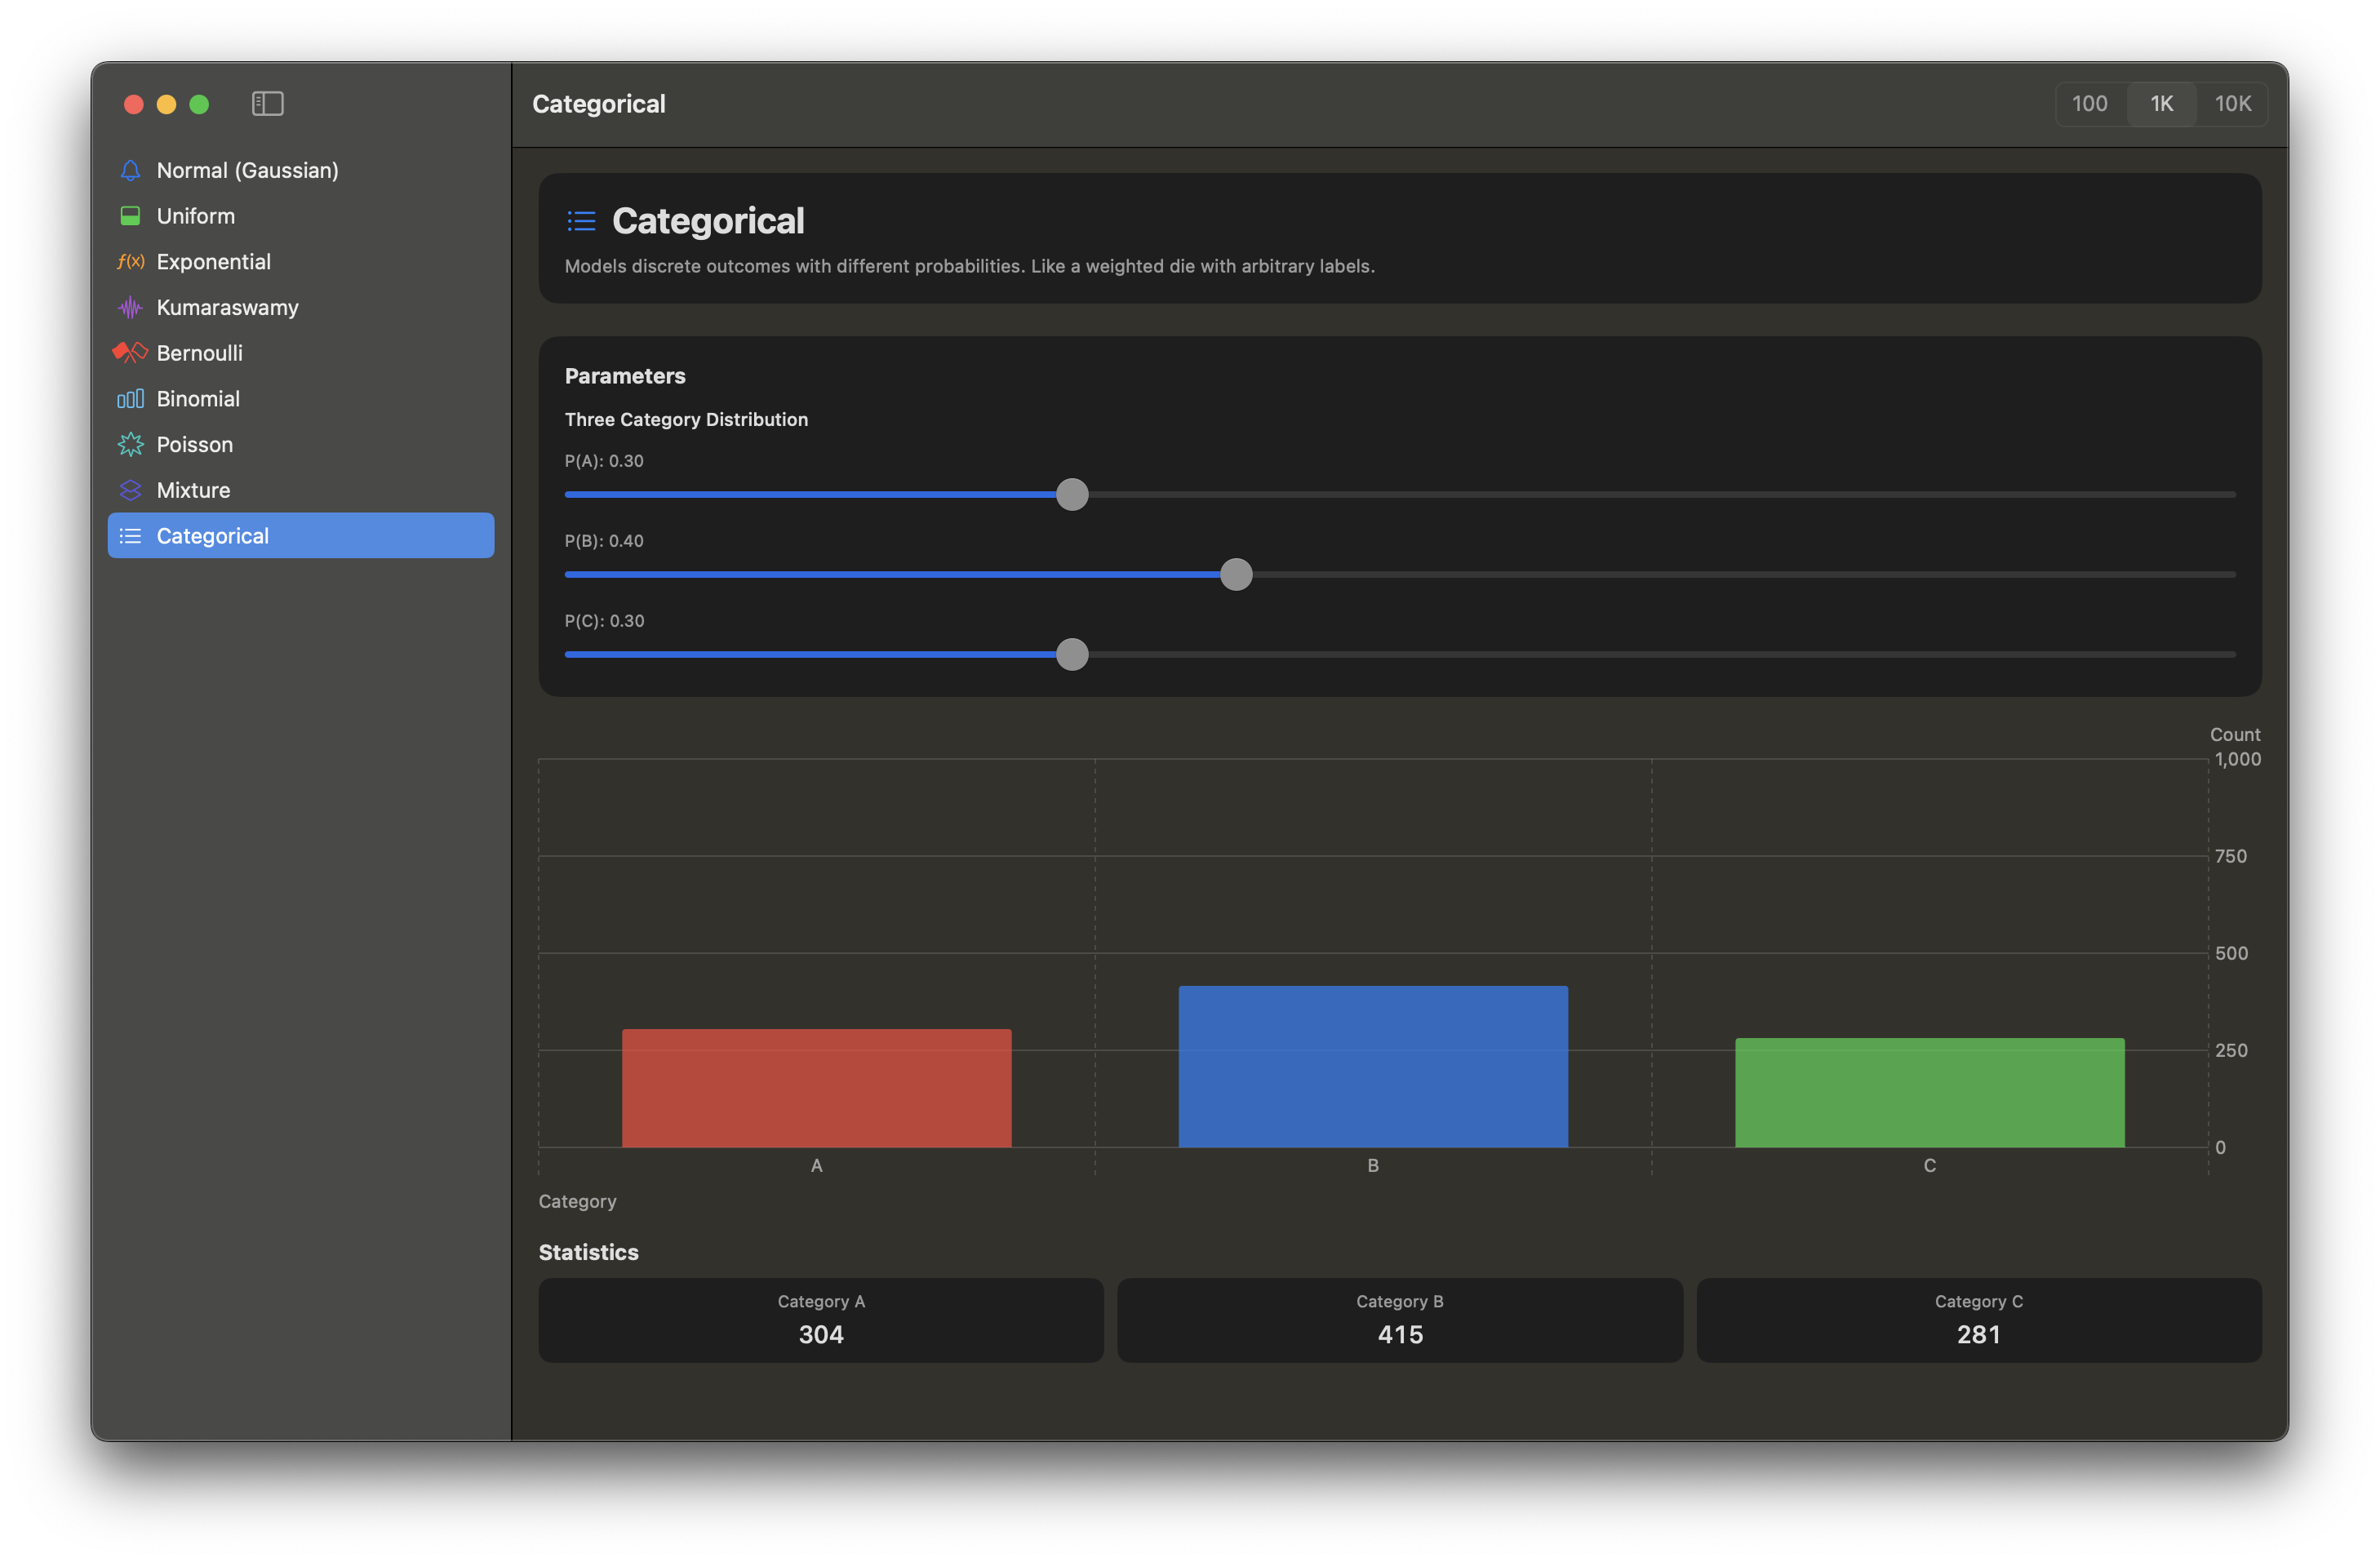 Categorical
100 1K 10K
Normal (Gaussian)
Uniform
f(x) Exponential
Kumaraswamy
Bernoulli
Binomial
Poisson
Mixture
Categorical
Categorical
Models discrete outcomes with different probabilities. Like a weighted die with arbitrary labels.
Parameters
Three Category Distribution
P(A): 0.30
P(B): 0.40
P(C): 0.30
Count
1,000
750
500
250
0
A B C
Category
Statistics
Category A
304
Category B
415
Category C
281